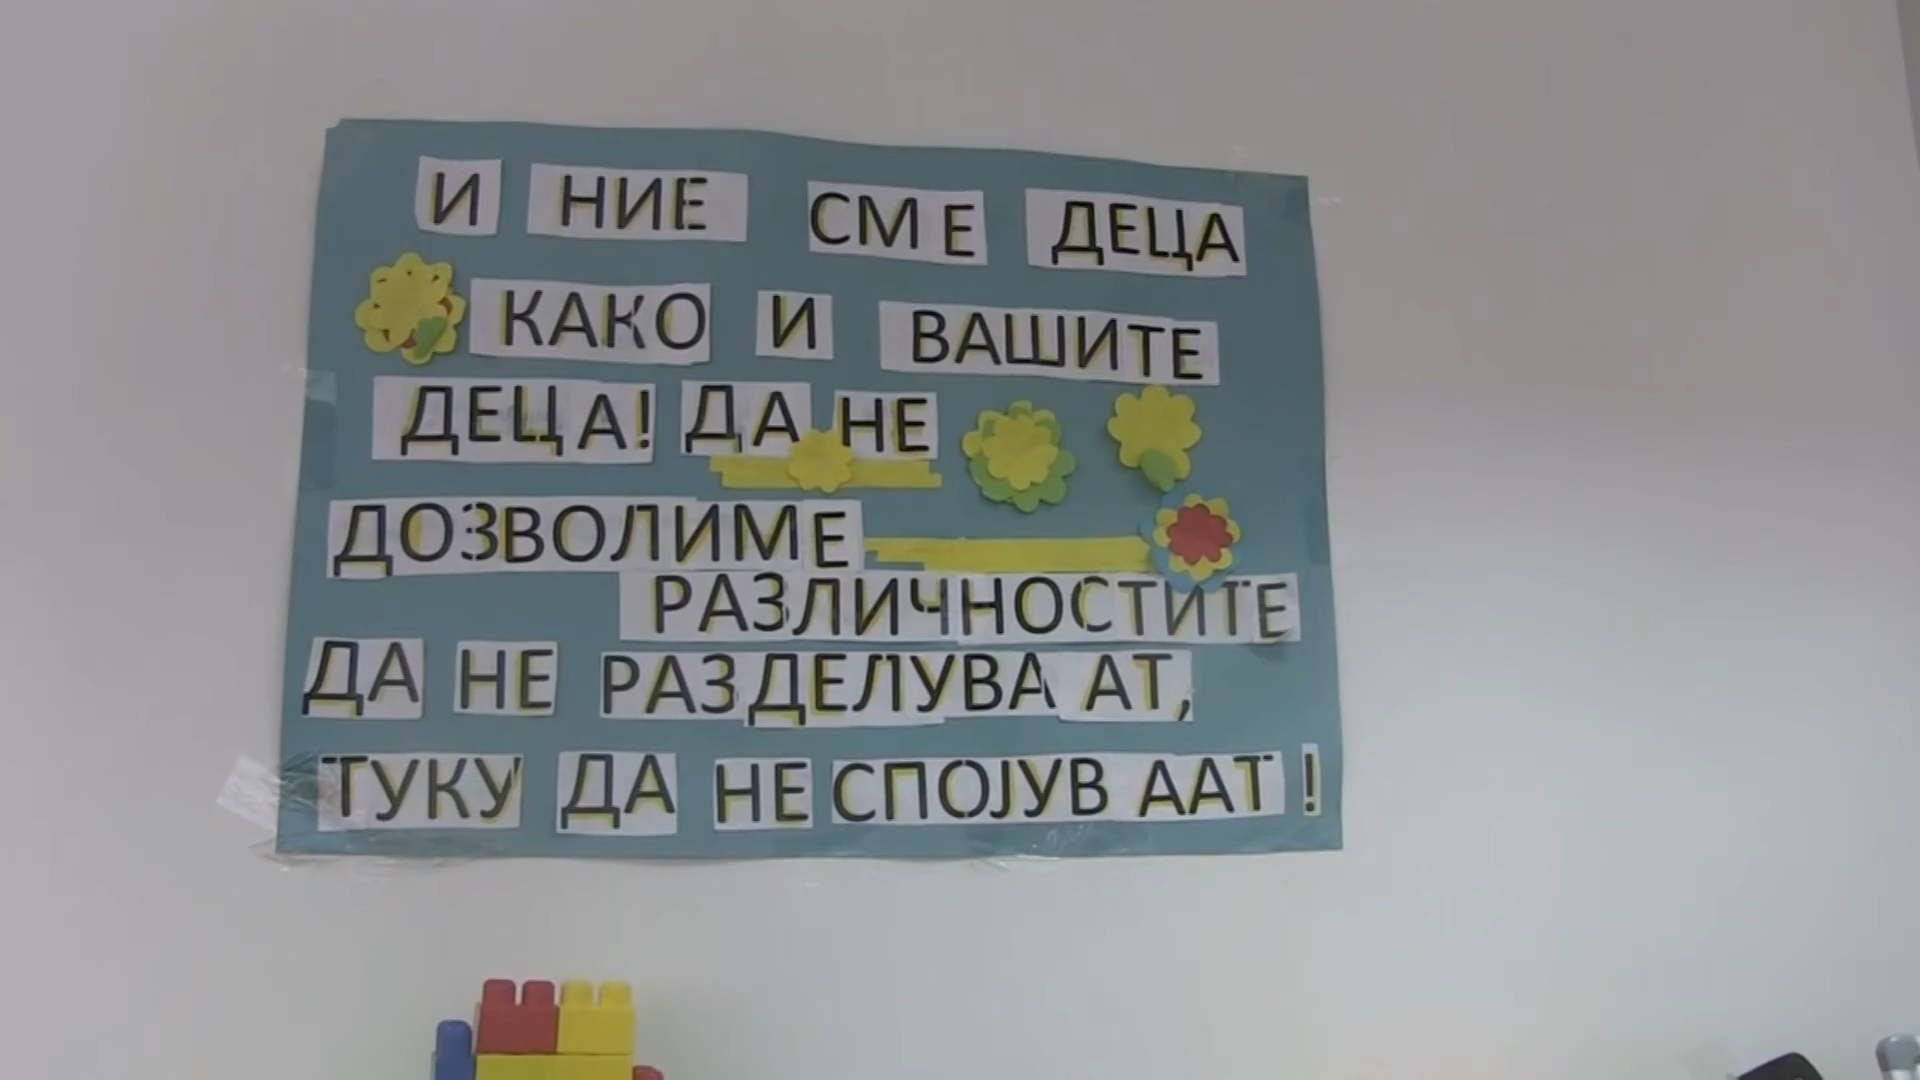 И НИЕ СМЕ ДЕЦА
КАКО И ВАШИТЕ
ДЕЦА! ДА НЕ
ДОЗВОЛИМЕ
РАЗЛИЧНОСТИТЕ
ДА НЕ РАЗДЕЛУВААТ,
ТУКУ ДА НЕ СПОЈУВААТ!